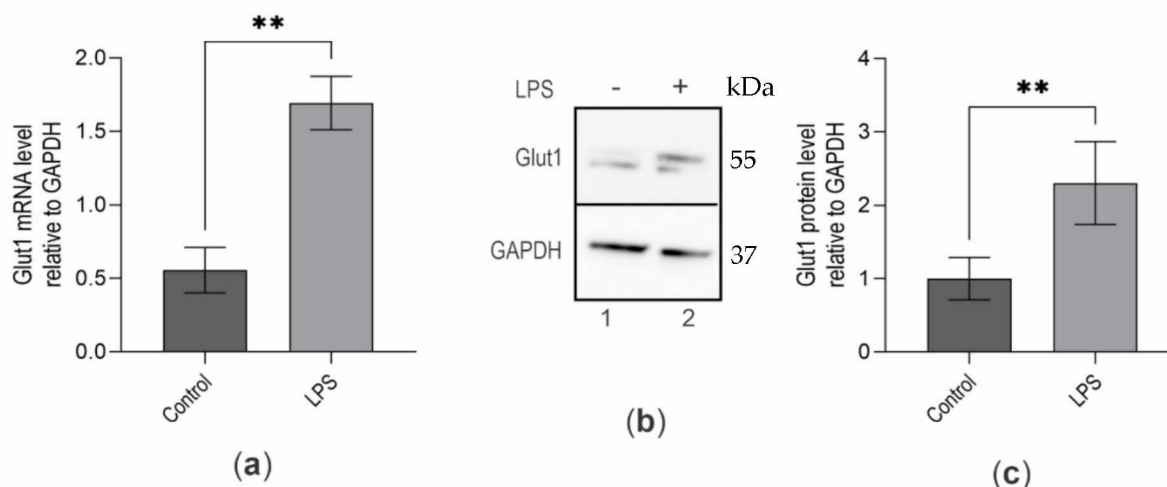 **
Glut1 mRNA level
relative to GAPDH
2.0
1.5
1.0
0.5
0.0
Control
LPS
(a)
LPS - + kDa
Glut1 55
GAPDH 37
1 2
(b)
**
Glut1 protein level
relative to GAPDH
4
3
2
1
0
Control
LPS
(c)